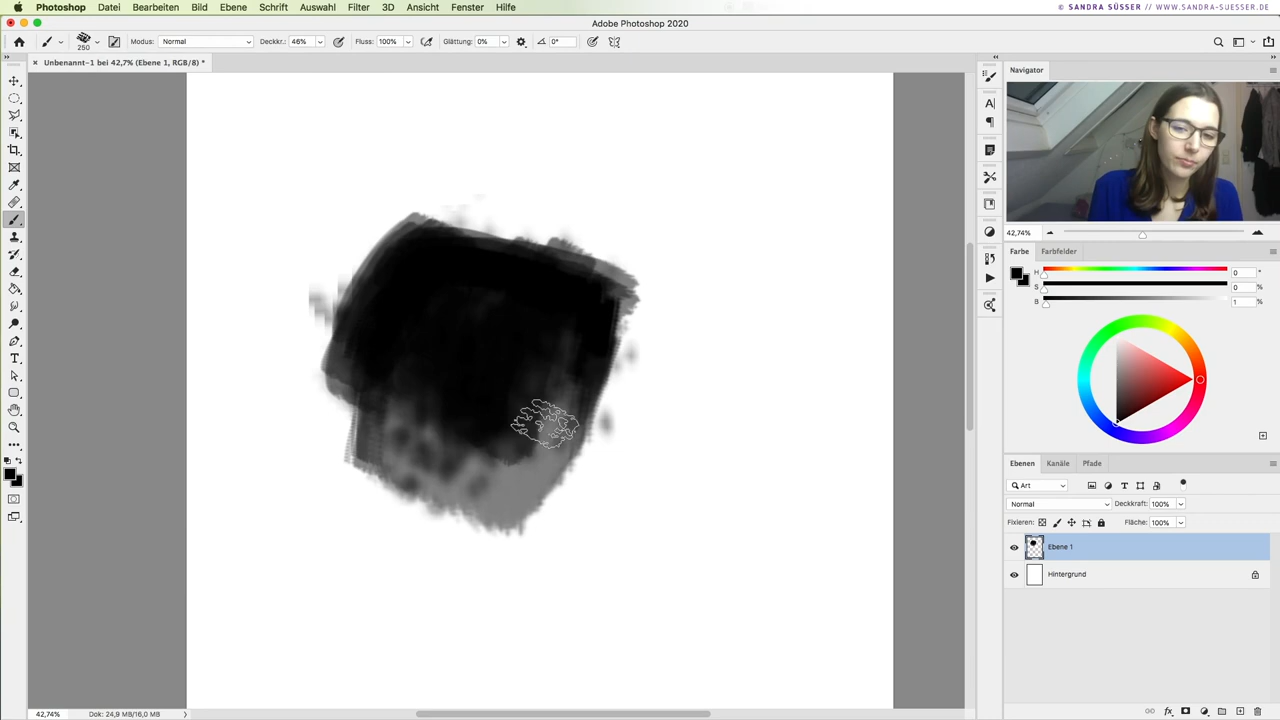 Photoshop Datei Bearbeiten Bild Ebene Schrift Auswahl Filter 3D Ansicht Fenster Hilfe
© SANDRA SÜSSER // WWW.SANDRA-SUESSER.DE
Adobe Photoshop 2020
250 Modus: Normal Deckkr.: 46% Fluss: 100% Glättung: 0% 0°
Unbenannt-1 bei 42,7% (Ebene 1, RGB/8) *
Navigator
42,74%
Farbe Farbfelder
H 0 °
S 0 %
B 1 %
Ebenen Kanäle Pfade
Art
Normal Deckkraft: 100%
Fixieren: Fläche: 100%
Ebene 1
Hintergrund
42,74% Dok: 24,9 MB/16,0 MB